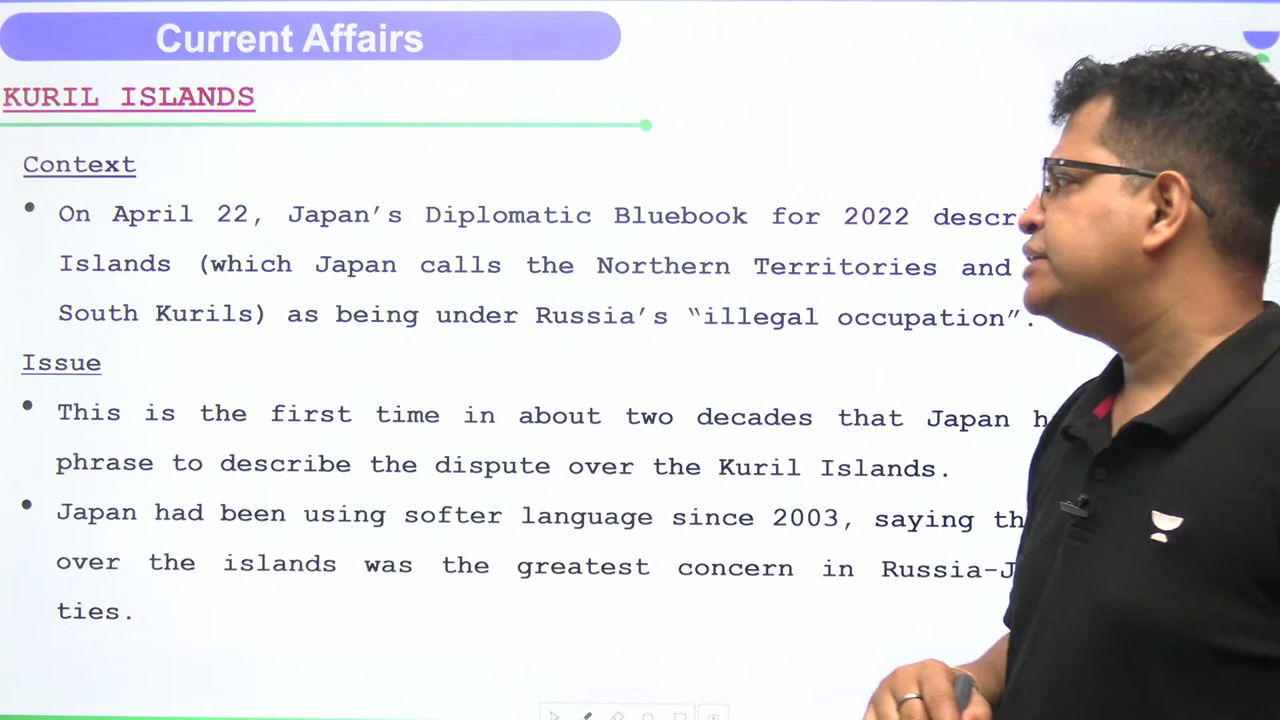 Current Affairs
KURIL ISLANDS
Context
• On April 22, Japan’s Diplomatic Bluebook for 2022
Islands (which Japan calls the Northern Territories and
South Kurils) as being under Russia’s “illegal occupation”.
Issue
• This is the first time in about two decades that Japan
phrase to describe the dispute over the Kuril Islands.
• Japan had been using softer language since 2003, saying
over the islands was the greatest concern in
ties.